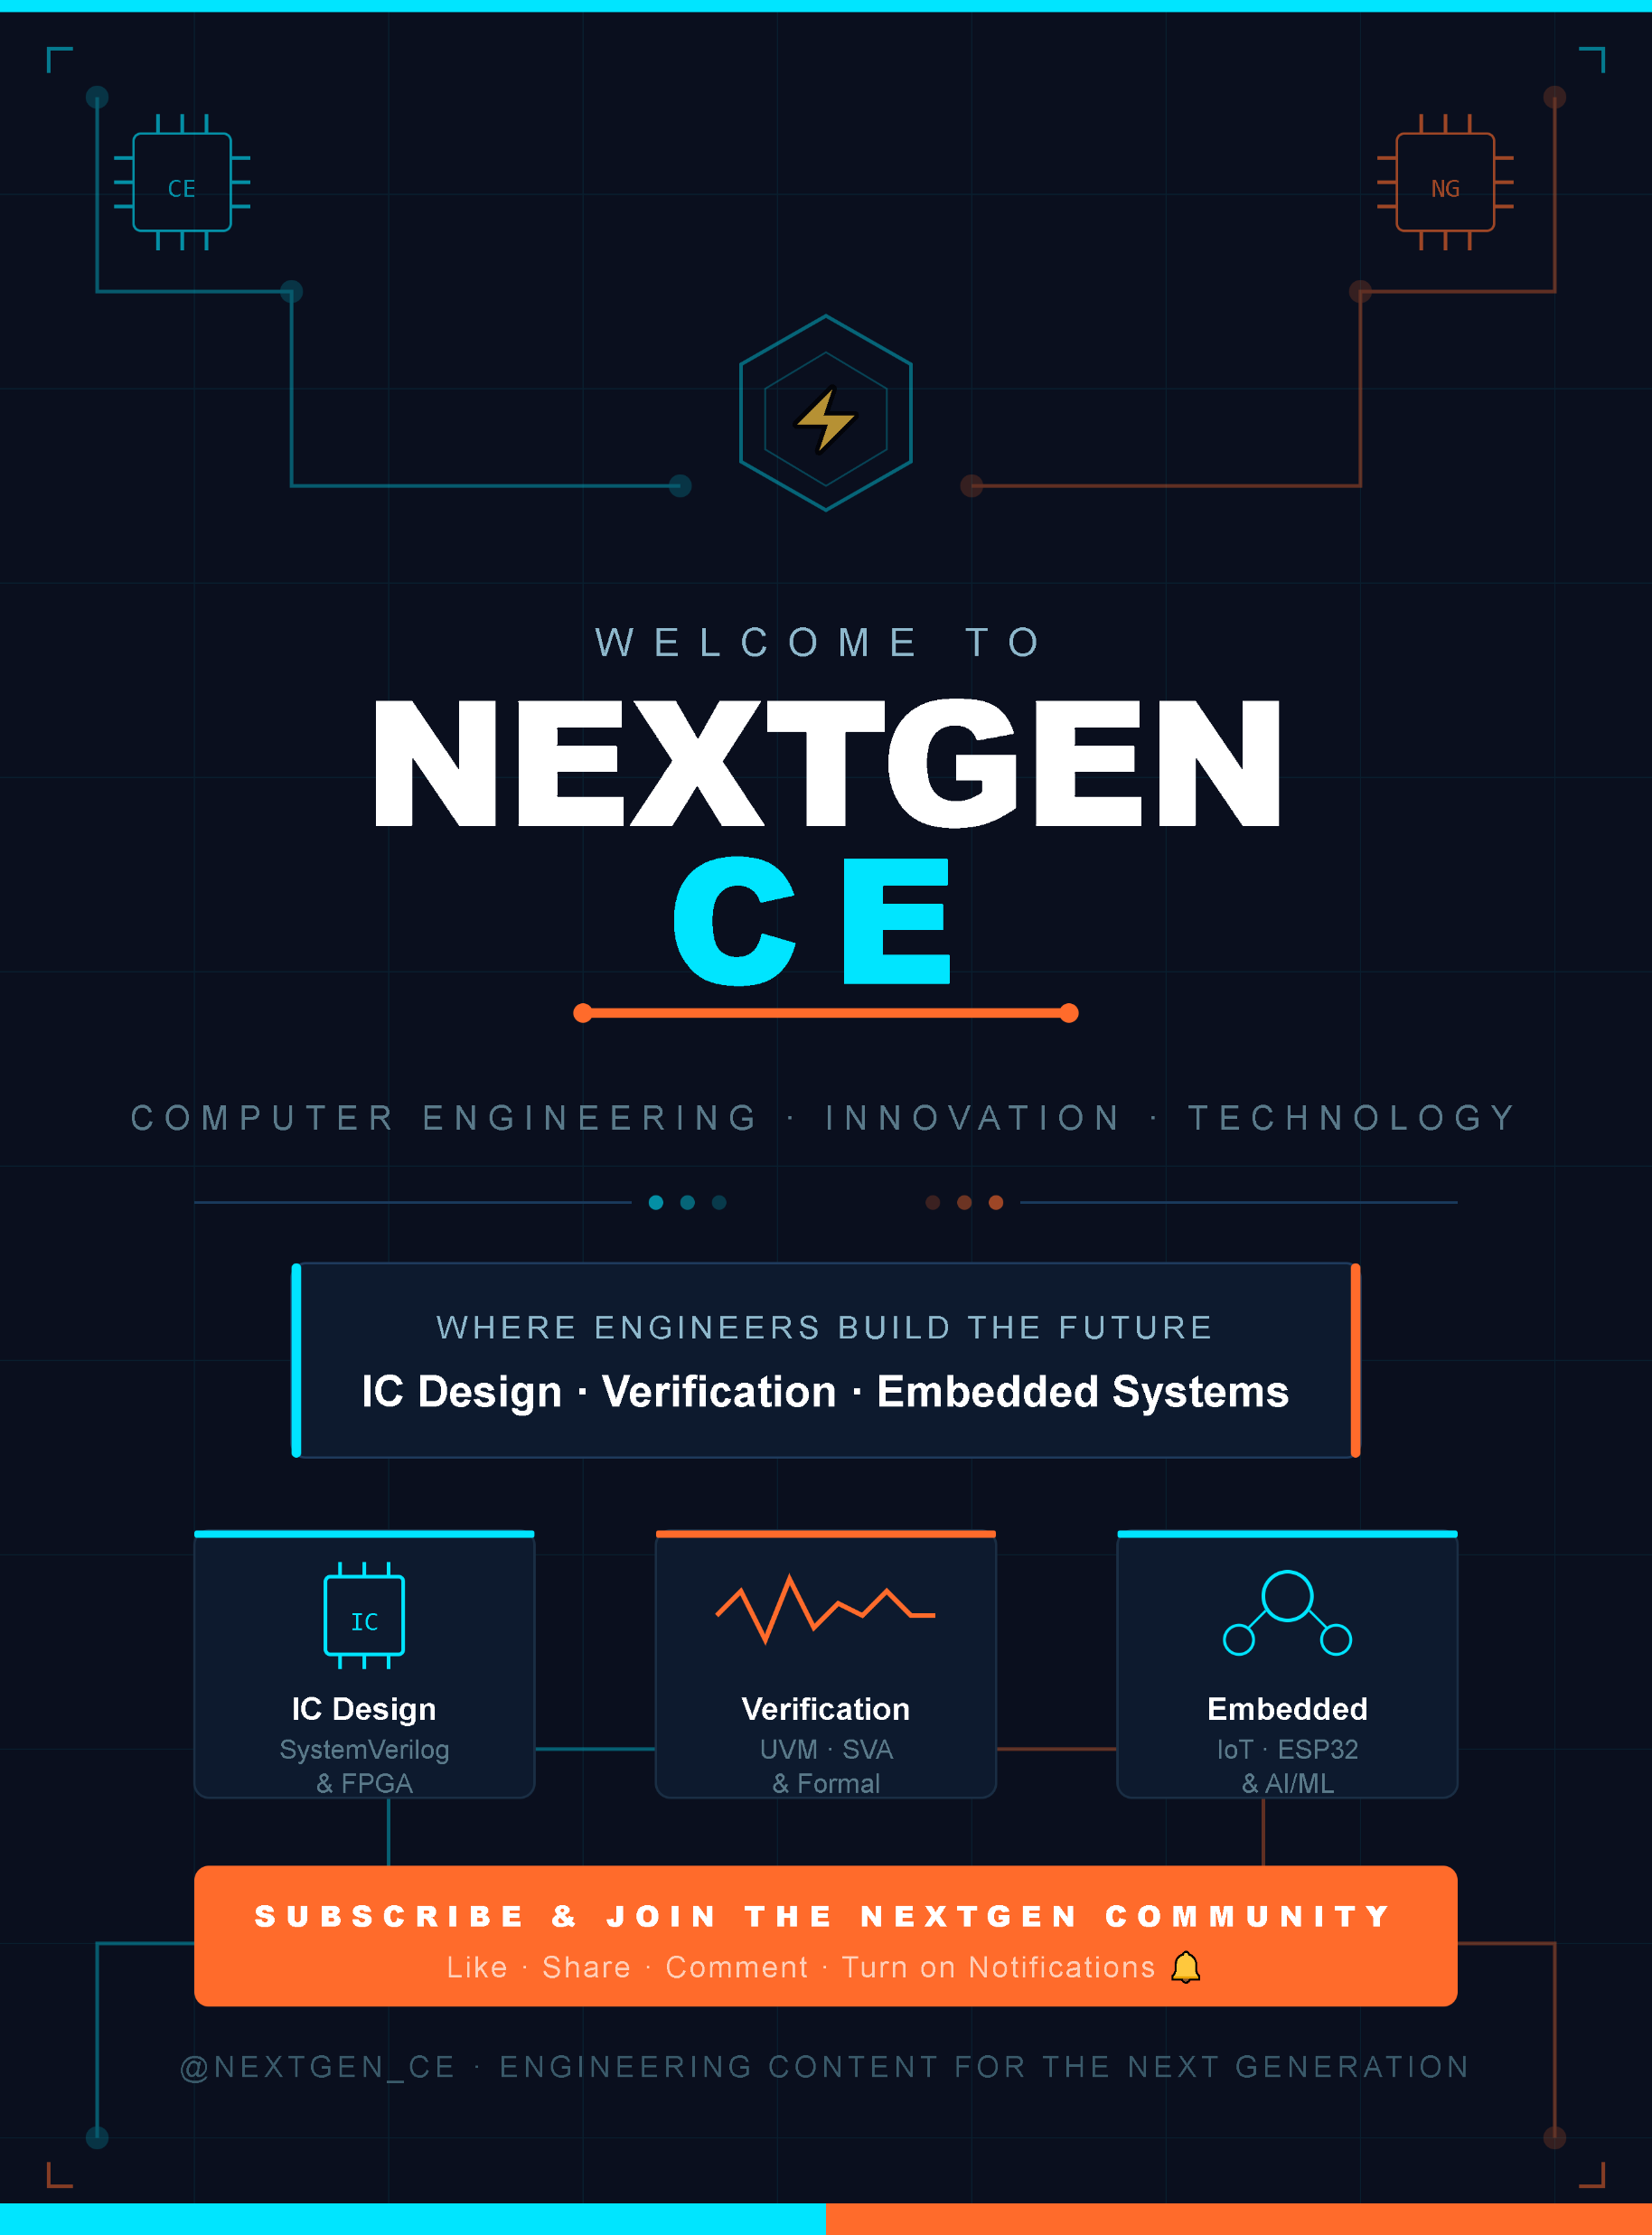 CE
NG
WELCOME TO
NEXTGEN
CE
COMPUTER ENGINEERING · INNOVATION · TECHNOLOGY
WHERE ENGINEERS BUILD THE FUTURE
IC Design · Verification · Embedded Systems
IC
IC Design
SystemVerilog
& FPGA
Verification
UVM · SVA
& Formal
Embedded
IoT · ESP32
& AI/ML
SUBSCRIBE & JOIN THE NEXTGEN COMMUNITY
Like · Share · Comment · Turn on Notifications 🔔
@NEXTGEN_CE · ENGINEERING CONTENT FOR THE NEXT GENERATION